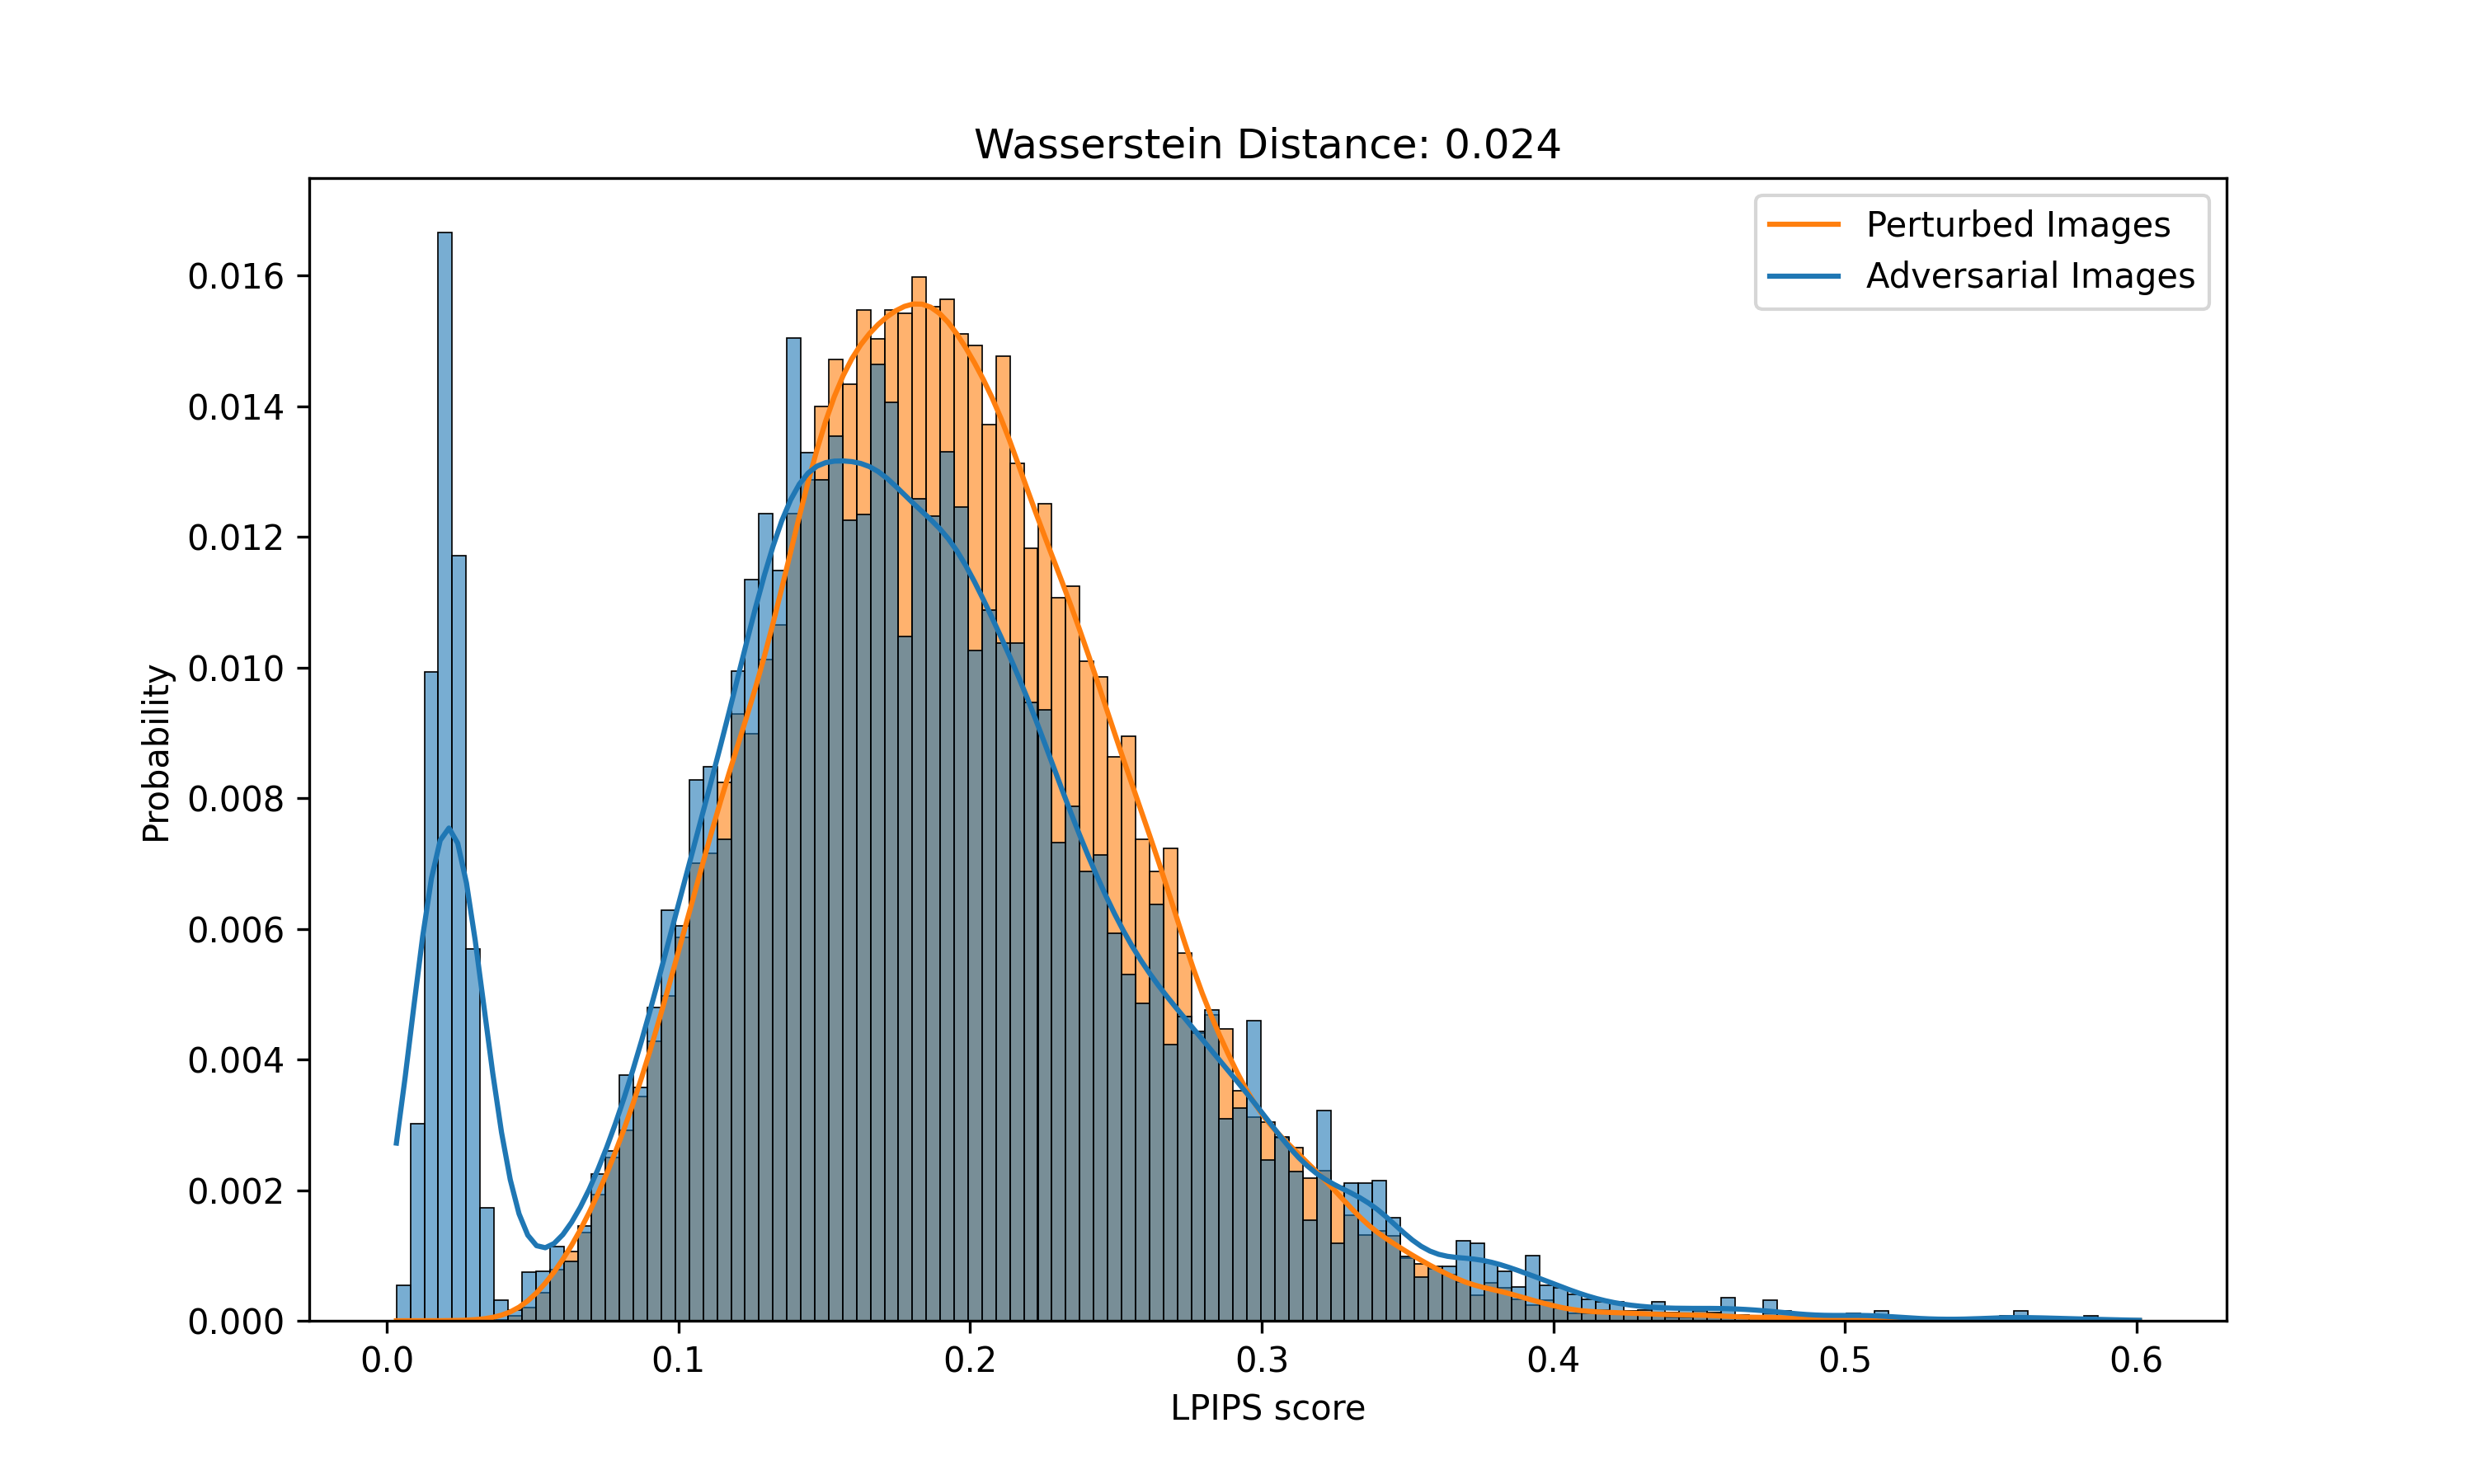 Wasserstein Distance: 0.024
Perturbed Images
Adversarial Images
0.016
0.014
0.012
0.010
0.008
0.006
0.004
0.002
0.000
Probability
0.0 0.1 0.2 0.3 0.4 0.5 0.6
LPIPS score